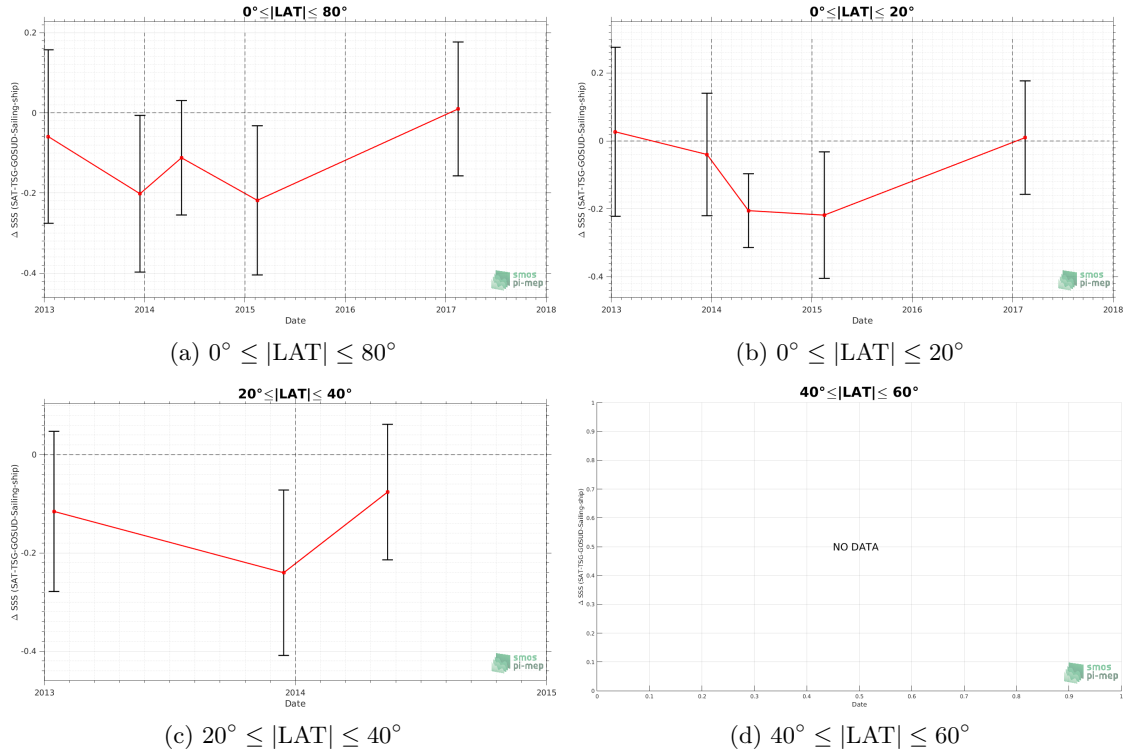 0°≤|LAT|≤ 80°
0.2
0
-0.2
-0.4
Δ SSS (SAT-TSG-GOSUD-Sailing-ship)
2013 2014 2015 2016 2017 2018
Date
smos
pi-mep
(a) 0° ≤ |LAT| ≤ 80°
0°≤|LAT|≤ 20°
0.2
0
-0.2
-0.4
Δ SSS (SAT-TSG-GOSUD-Sailing-ship)
2013 2014 2015 2016 2017 2018
Date
smos
pi-mep
(b) 0° ≤ |LAT| ≤ 20°
20°≤|LAT|≤ 40°
0
-0.2
-0.4
Δ SSS (SAT-TSG-GOSUD-Sailing-ship)
2013 2014 2015
Date
smos
pi-mep
(c) 20° ≤ |LAT| ≤ 40°
40°≤|LAT|≤ 60°
1
0.9
0.8
0.7
0.6
0.5
0.4
0.3
0.2
0.1
0
Δ SSS (SAT-TSG-GOSUD-Sailing-ship)
NO DATA
0 0.1 0.2 0.3 0.4 0.5 0.6 0.7 0.8 0.9 1
Date
smos
pi-mep
(d) 40° ≤ |LAT| ≤ 60°